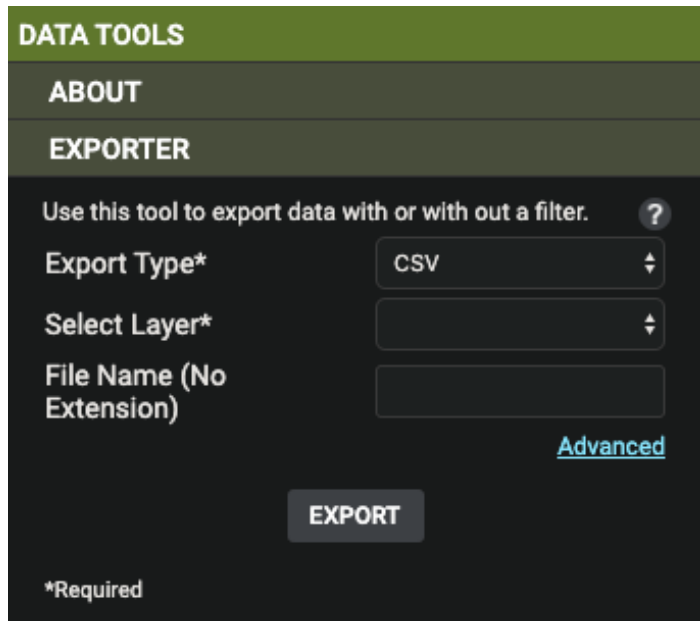 DATA TOOLS
ABOUT
EXPORTER
Use this tool to export data with or with out a filter. ?
Export Type* CSV
Select Layer*
File Name (No
Extension)
Advanced
EXPORT
*Required